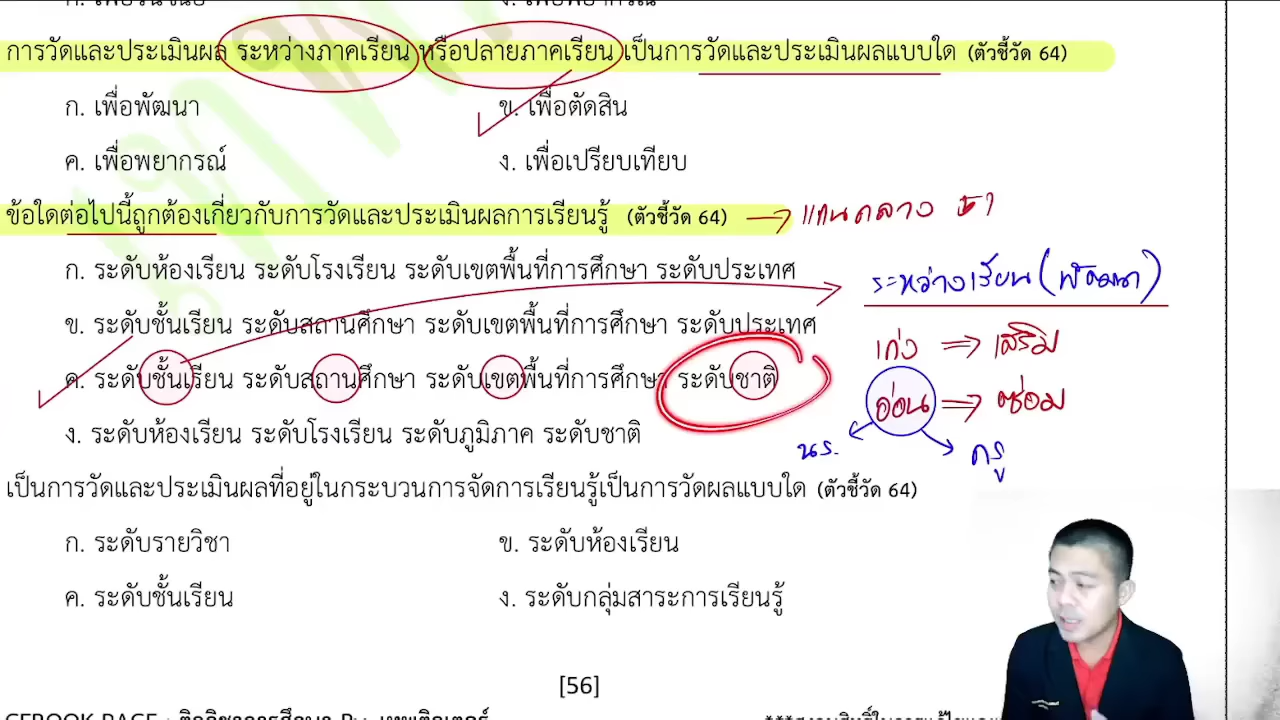 การวัดและประเมินผล ระหว่างภาคเรียน หรือปลายภาคเรียน เป็นการวัดและประเมินผลแบบใด (ตัวชี้วัด 64)
ก. เพื่อพัฒนา ข. เพื่อตัดสิน
ค. เพื่อพยากรณ์ ง. เพื่อเปรียบเทียบ
ข้อใดต่อไปนี้ถูกต้องเกี่ยวกับการวัดและประเมินผลการเรียนรู้ (ตัวชี้วัด 64) แกนกลาง 51
ก. ระดับห้องเรียน ระดับโรงเรียน ระดับเขตพื้นที่การศึกษา ระดับประเทศ
ระหว่างเรียน (พัฒนา)
ข. ระดับชั้นเรียน ระดับสถานศึกษา ระดับเขตพื้นที่การศึกษา ระดับประเทศ
เก่ง ⇒ เสริม
ค. ระดับชั้นเรียน ระดับสถานศึกษา ระดับเขตพื้นที่การศึกษา ระดับชาติ
อ่อน ⇒ ซ่อม
ง. ระดับห้องเรียน ระดับโรงเรียน ระดับภูมิภาค ระดับชาติ
นร. ครู
เป็นการวัดและประเมินผลที่อยู่ในกระบวนการจัดการเรียนรู้เป็นการวัดผลแบบใด (ตัวชี้วัด 64)
ก. ระดับรายวิชา ข. ระดับห้องเรียน
ค. ระดับชั้นเรียน ง. ระดับกลุ่มสาระการเรียนรู้
[56]